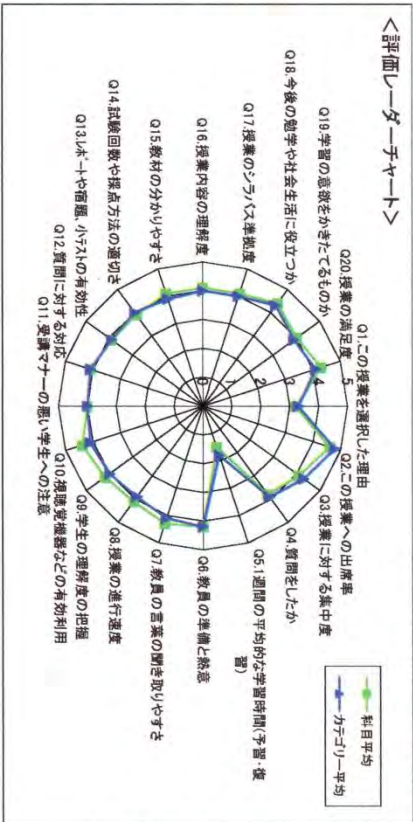 <評価レーダーチャート>
科目平均
カテゴリー平均
Q1.この授業を選択した理由
Q2.この授業への出席率
Q3.授業に対する集中度
Q4.質問をしたか
Q5.1週間の平均的な学習時間(予習・復
習)
Q6.教員の準備と熱意
Q7.教員の言葉の聞き取りやすさ
Q8.授業の進行速度
Q9.学生の理解度の把握
Q10.視聴覚機器などの有効利用
Q11.受講マナーの悪い学生への注意
Q12.質問に対する対応
Q13.レポートや宿題、小テストの有効性
Q14.試験回数や採点方法の適切さ
Q15.教材の分かりやすさ
Q16.授業内容の理解度
Q17.授業のシラバス準拠度
Q18.今後の勉学や社会生活に役立つか
Q19.学習の意欲をかきたてるものか
Q20.授業の満足度
5
4
3
2
1
0